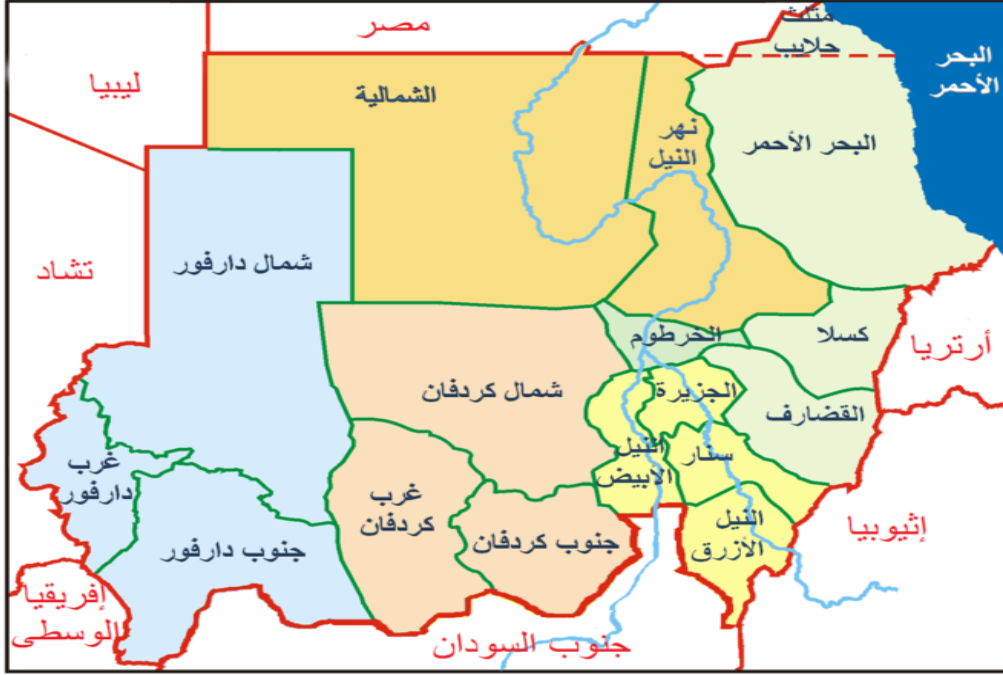 مصر
مثلث
حلايب
البحر
الأحمر
ليبيا
الشمالية
نهر
النيل
البحر الأحمر
شمال دارفور
تشاد
كسلا
أرتريا
الخرطوم
شمال كردفان
الجزيرة
القضارف
النيل
الابيض
سنار
غرب
دارفور
غرب
كردفان
النيل
الأزرق
إثيوبيا
جنوب دارفور
جنوب كردفان
إفريقيا
الوسطى
جنوب السودان